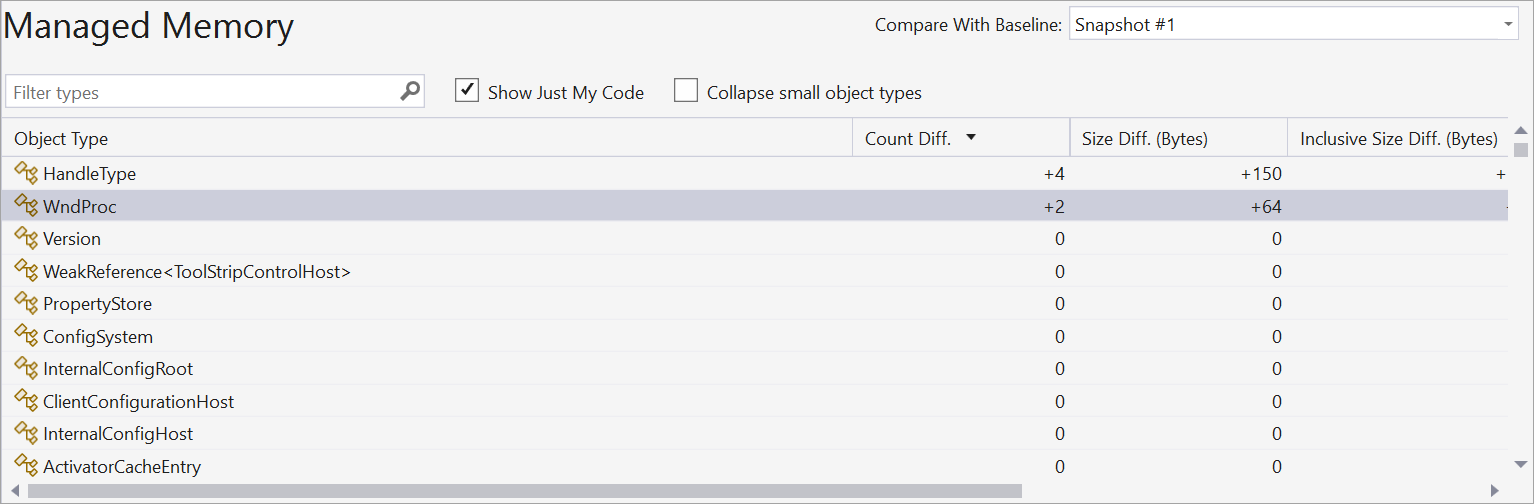 Managed Memory
Compare With Baseline: Snapshot #1
Filter types Show Just My Code Collapse small object types
Object Type Count Diff. Size Diff. (Bytes) Inclusive Size Diff. (Bytes)
HandleType +4 +150 +
WndProc +2 +64
Version 0 0
WeakReference<ToolStripControlHost> 0 0
PropertyStore 0 0
ConfigSystem 0 0
InternalConfigRoot 0 0
ClientConfigurationHost 0 0
InternalConfigHost 0 0
ActivatorCacheEntry 0 0